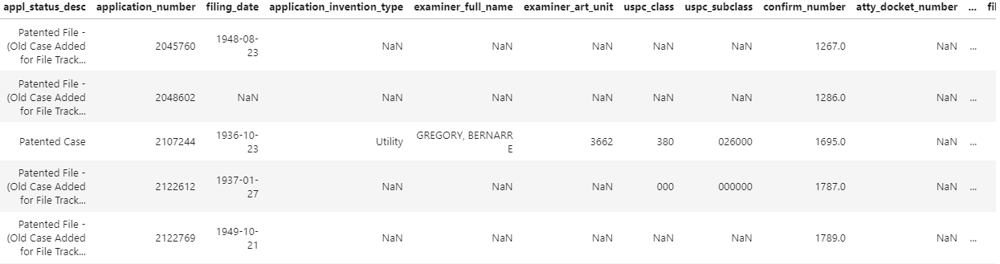 appl_status_desc application_number filing_date application_invention_type examiner_full_name examiner_art_unit uspc_class uspc_subclass confirm_number atty_docket_number ... fil
Patented File -
(Old Case Added
for File Track... 2045760 1948-08-
23 NaN NaN NaN NaN NaN 1267.0 NaN ...
Patented File -
(Old Case Added
for File Track... 2048602 NaN NaN NaN NaN NaN NaN 1286.0 NaN ...
Patented Case 2107244 1936-10-
23 Utility GREGORY, BERNARR
E 3662 380 026000 1695.0 NaN ...
Patented File -
(Old Case Added
for File Track... 2122612 1937-01-
27 NaN NaN NaN 000 000000 1787.0 NaN ...
Patented File -
(Old Case Added
for File Track... 2122769 1949-10-
21 NaN NaN NaN NaN NaN 1789.0 NaN ...